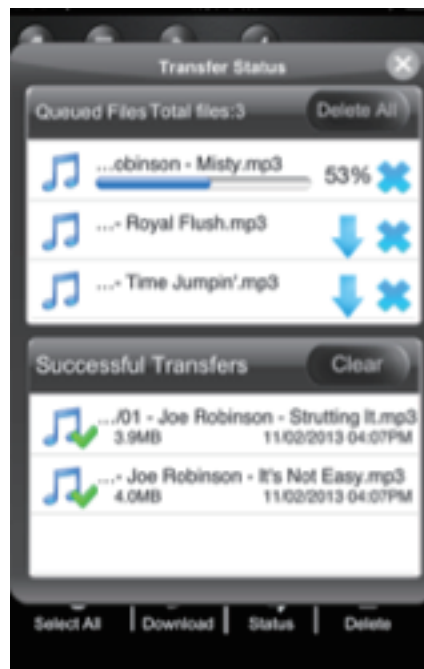 Transfer Status
Queued Files Total files:3
Delete All
...obinson - Misty.mp3
53%
...- Royal Flush.mp3
...- Time Jumpin'.mp3
Successful Transfers
Clear
.../01 - Joe Robinson - Strutting It.mp3
3.9MB 11/02/2013 04:07PM
...- Joe Robinson - It's Not Easy.mp3
4.0MB 11/02/2013 04:07PM
Select All Download Status Delete